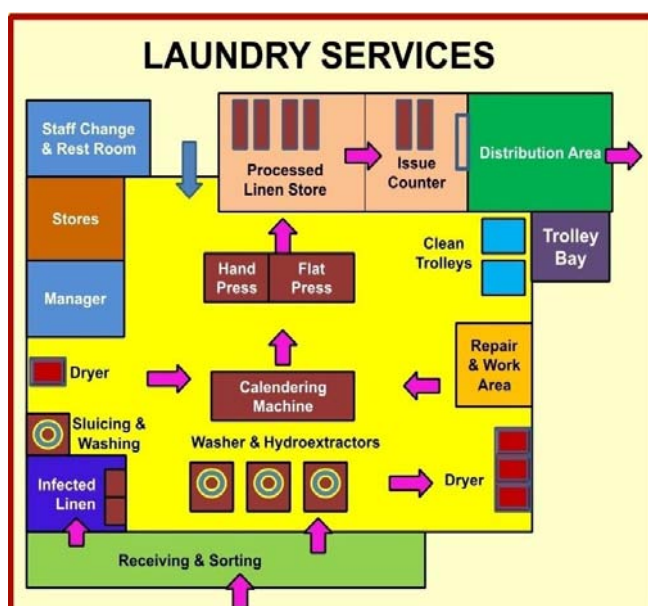 LAUNDRY SERVICES
Staff Change
& Rest Room
Processed
Linen Store
Issue
Counter
Distribution Area
Stores
Clean
Trolleys
Trolley
Bay
Hand
Press
Flat
Press
Manager
Repair
& Work
Area
Dryer
Calendering
Machine
Sluicing &
Washing
Washer & Hydroextractors
Infected
Linen
Dryer
Receiving & Sorting